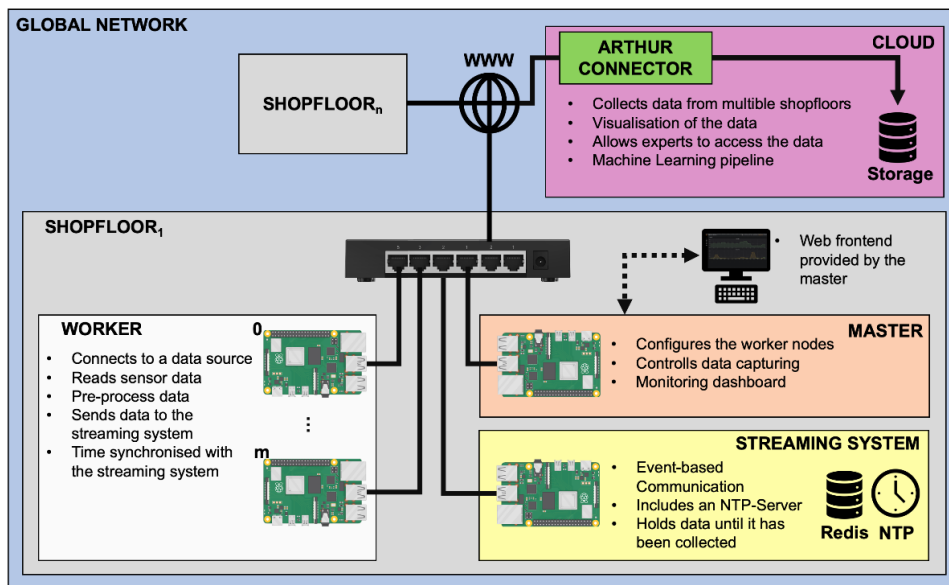 GLOBAL NETWORK
SHOPFLOORn
WWW
ARTHUR
CONNECTOR
CLOUD
• Collects data from multiple shopfloors
• Visualisation of the data
• Allows experts to access the data
• Machine Learning pipeline
Storage
SHOPFLOOR1
• Web frontend
provided by the
master
WORKER
0
• Connects to a data source
• Reads sensor data
• Pre-process data
• Sends data to the
streaming system
• Time synchronised with
the streaming system
m
MASTER
• Configures the worker nodes
• Controlls data capturing
• Monitoring dashboard
STREAMING SYSTEM
• Event-based
Communication
• Includes an NTP-Server
• Holds data until it has
been collected
Redis
NTP